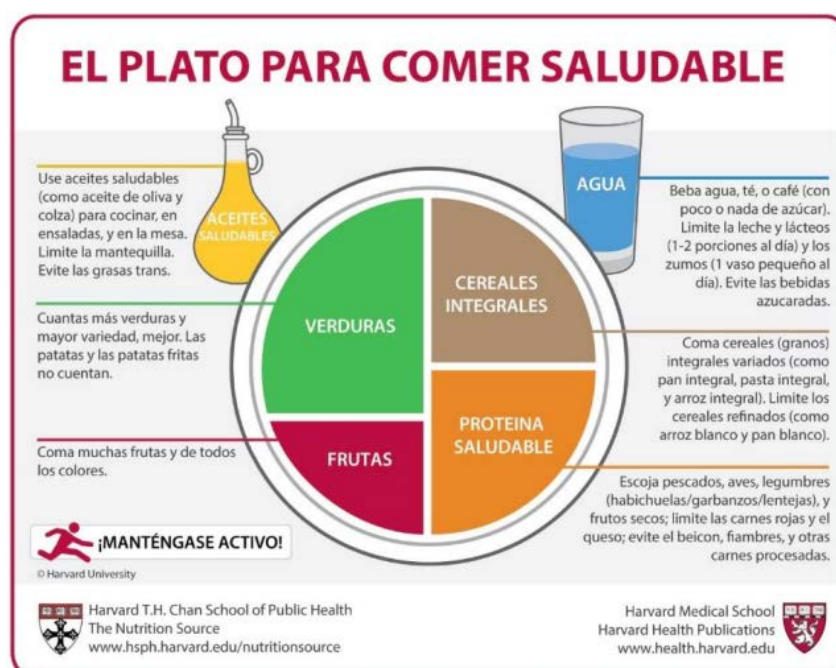 EL PLATO PARA COMER SALUDABLE
Use aceites saludables
(como aceite de oliva y
colza) para cocinar, en
ensaladas, y en la mesa.
Limite la mantequilla.
Evite las grasas trans.
ACEITES
SALUDABLES
AGUA
Beba agua, té, o café (con
poco o nada de azúcar).
Limite la leche y lácteos
(1-2 porciones al día) y los
zumos (1 vaso pequeño al
día). Evite las bebidas
azucaradas.
Cuantas más verduras y
mayor variedad, mejor. Las
patatas y las patatas fritas
no cuentan.
VERDURAS
CEREALES
INTEGRALES
Coma cereales (granos)
integrales variados (como
pan integral, pasta integral,
y arroz integral). Limite los
cereales refinados (como
arroz blanco y pan blanco).
Coma muchas frutas y de todos
los colores.
FRUTAS
PROTEINA
SALUDABLE
Escoja pescados, aves, legumbres
(habichuelas/garbanzos/lentejas), y
frutos secos; limite las carnes rojas y el
queso; evite el beicon, fiambres, y otras
carnes procesadas.
¡MANTÉNGASE ACTIVO!
© Harvard University
Harvard T.H. Chan School of Public Health
The Nutrition Source
www.hsph.harvard.edu/nutritionsource
Harvard Medical School
Harvard Health Publications
www.health.harvard.edu